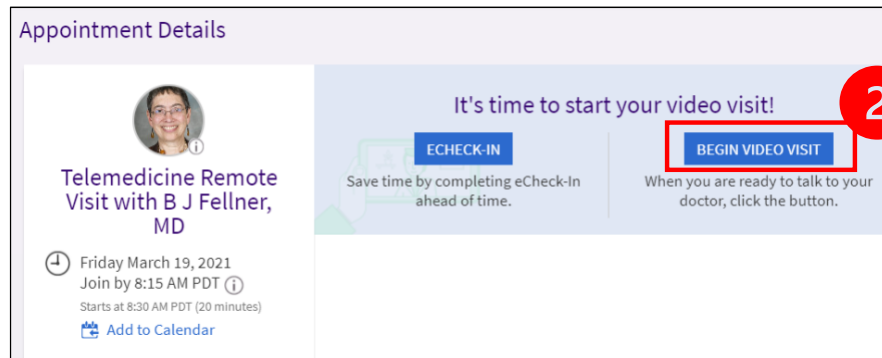 Appointment Details
It's time to start your video visit!
2
ECHECK-IN
BEGIN VIDEO VISIT
Save time by completing eCheck-In
ahead of time.
When you are ready to talk to your
doctor, click the button.
Telemedicine Remote
Visit with B J Fellner,
MD
Friday March 19, 2021
Join by 8:15 AM PDT
Starts at 8:30 AM PDT (20 minutes)
Add to Calendar